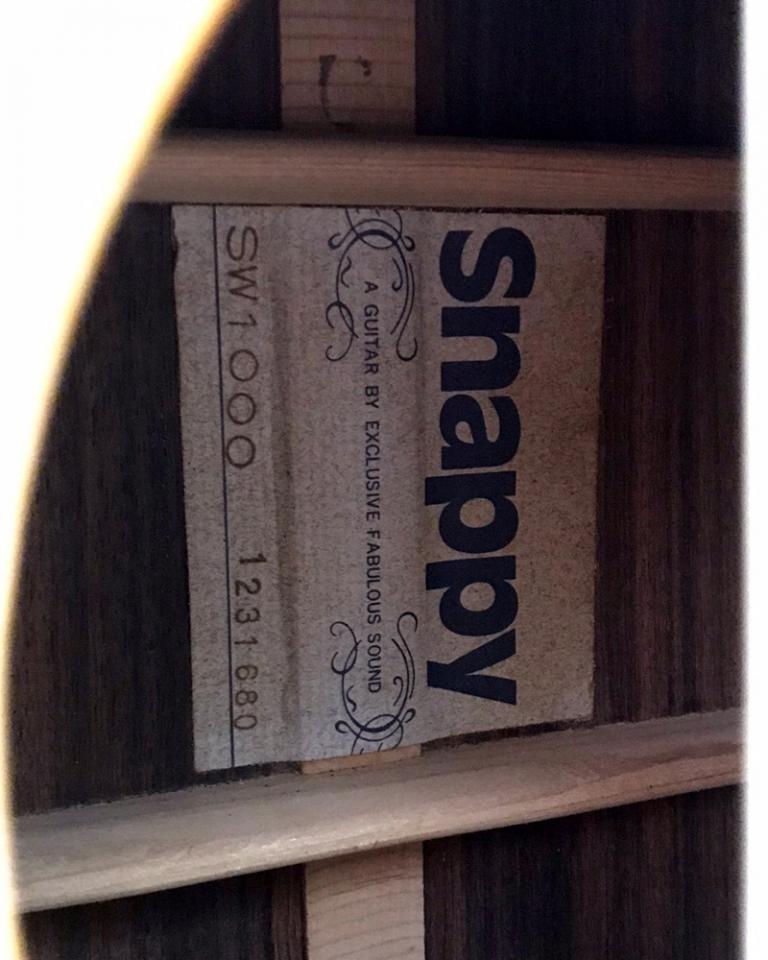 snappy
A GUITAR BY EXCLUSIVE FABULOUS SOUND
SW1000 1231680